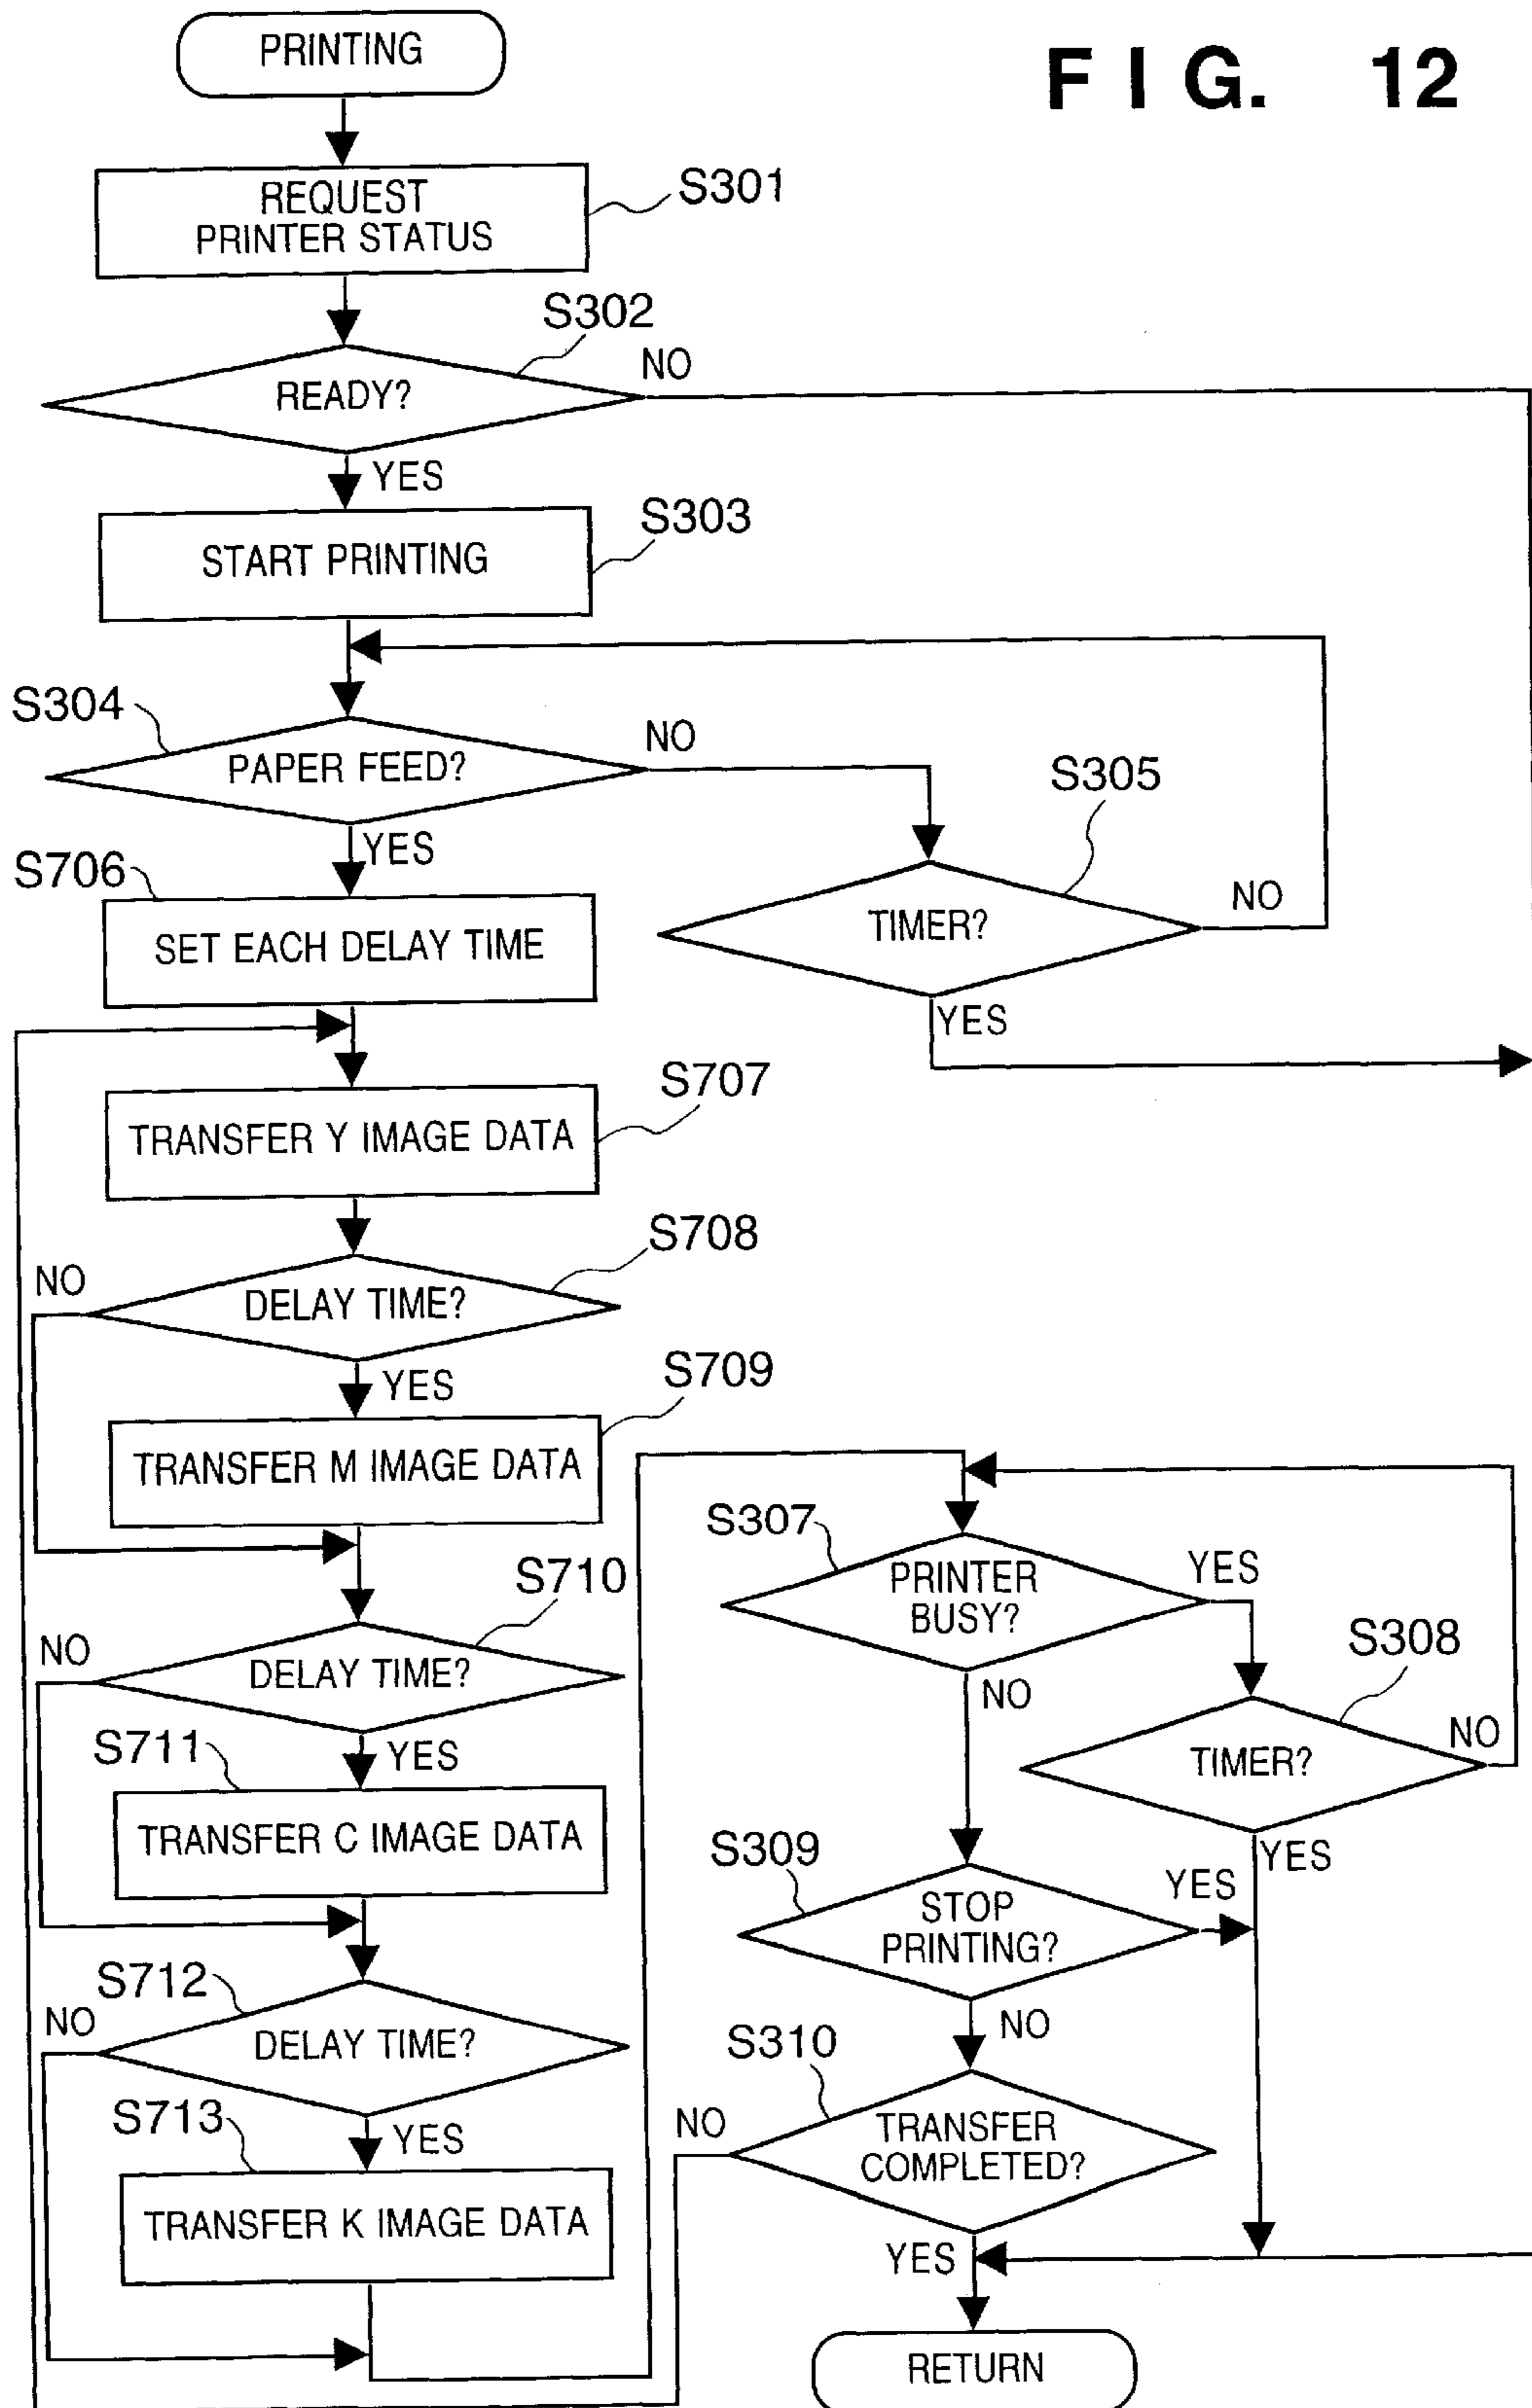 FIG. 12
PRINTING
REQUEST
PRINTER STATUS
S301
S302
READY?
NO
YES
START PRINTING
S303
S304
PAPER FEED?
NO
YES
S305
TIMER?
NO
YES
S706
SET EACH DELAY TIME
S707
TRANSFER Y IMAGE DATA
S708
NO
DELAY TIME?
YES
S709
TRANSFER M IMAGE DATA
S710
NO
DELAY TIME?
YES
S711
TRANSFER C IMAGE DATA
S712
NO
DELAY TIME?
YES
S713
TRANSFER K IMAGE DATA
S307
PRINTER
BUSY?
YES
NO
S308
TIMER?
NO
YES
S309
STOP
PRINTING?
YES
NO
S310
TRANSFER
COMPLETED?
NO
YES
RETURN